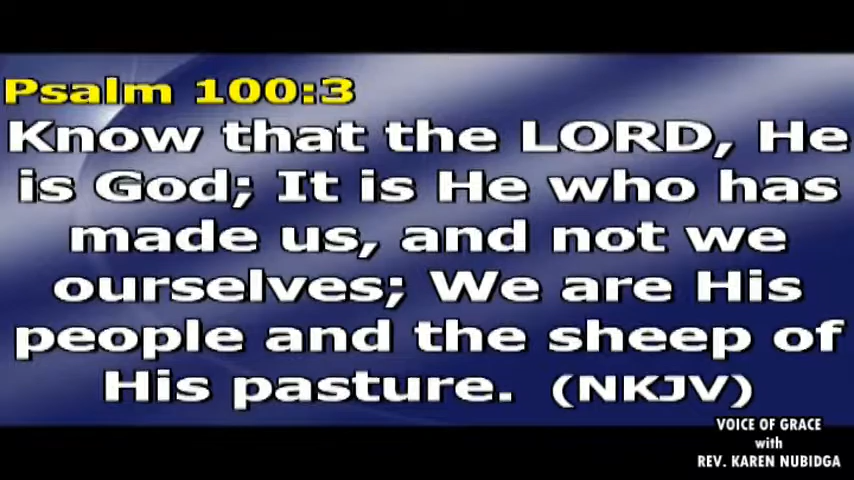 Psalm 100:3
Know that the LORD, He
is God; It is He who has
made us, and not we
ourselves; We are His
people and the sheep of
His pasture. (NKJV)
VOICE OF GRACE
with
REV. KAREN NUBIDGA